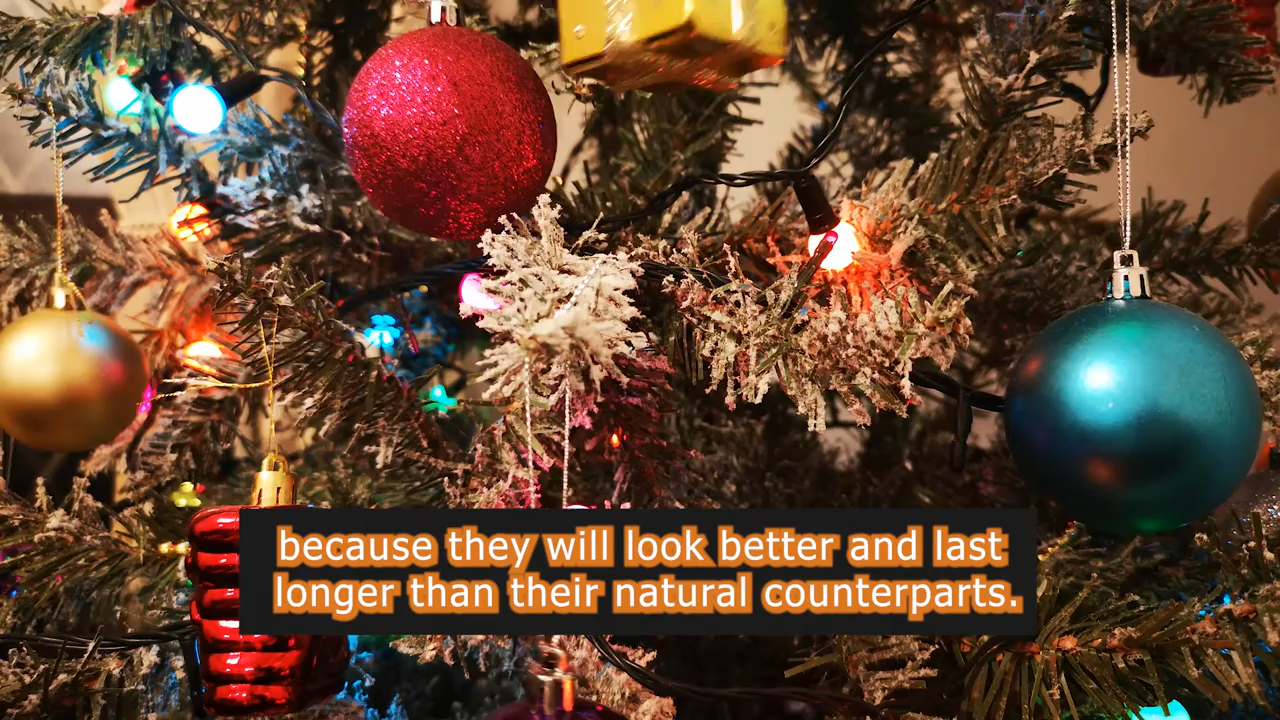 because they will look better and last
longer than their natural counterparts.